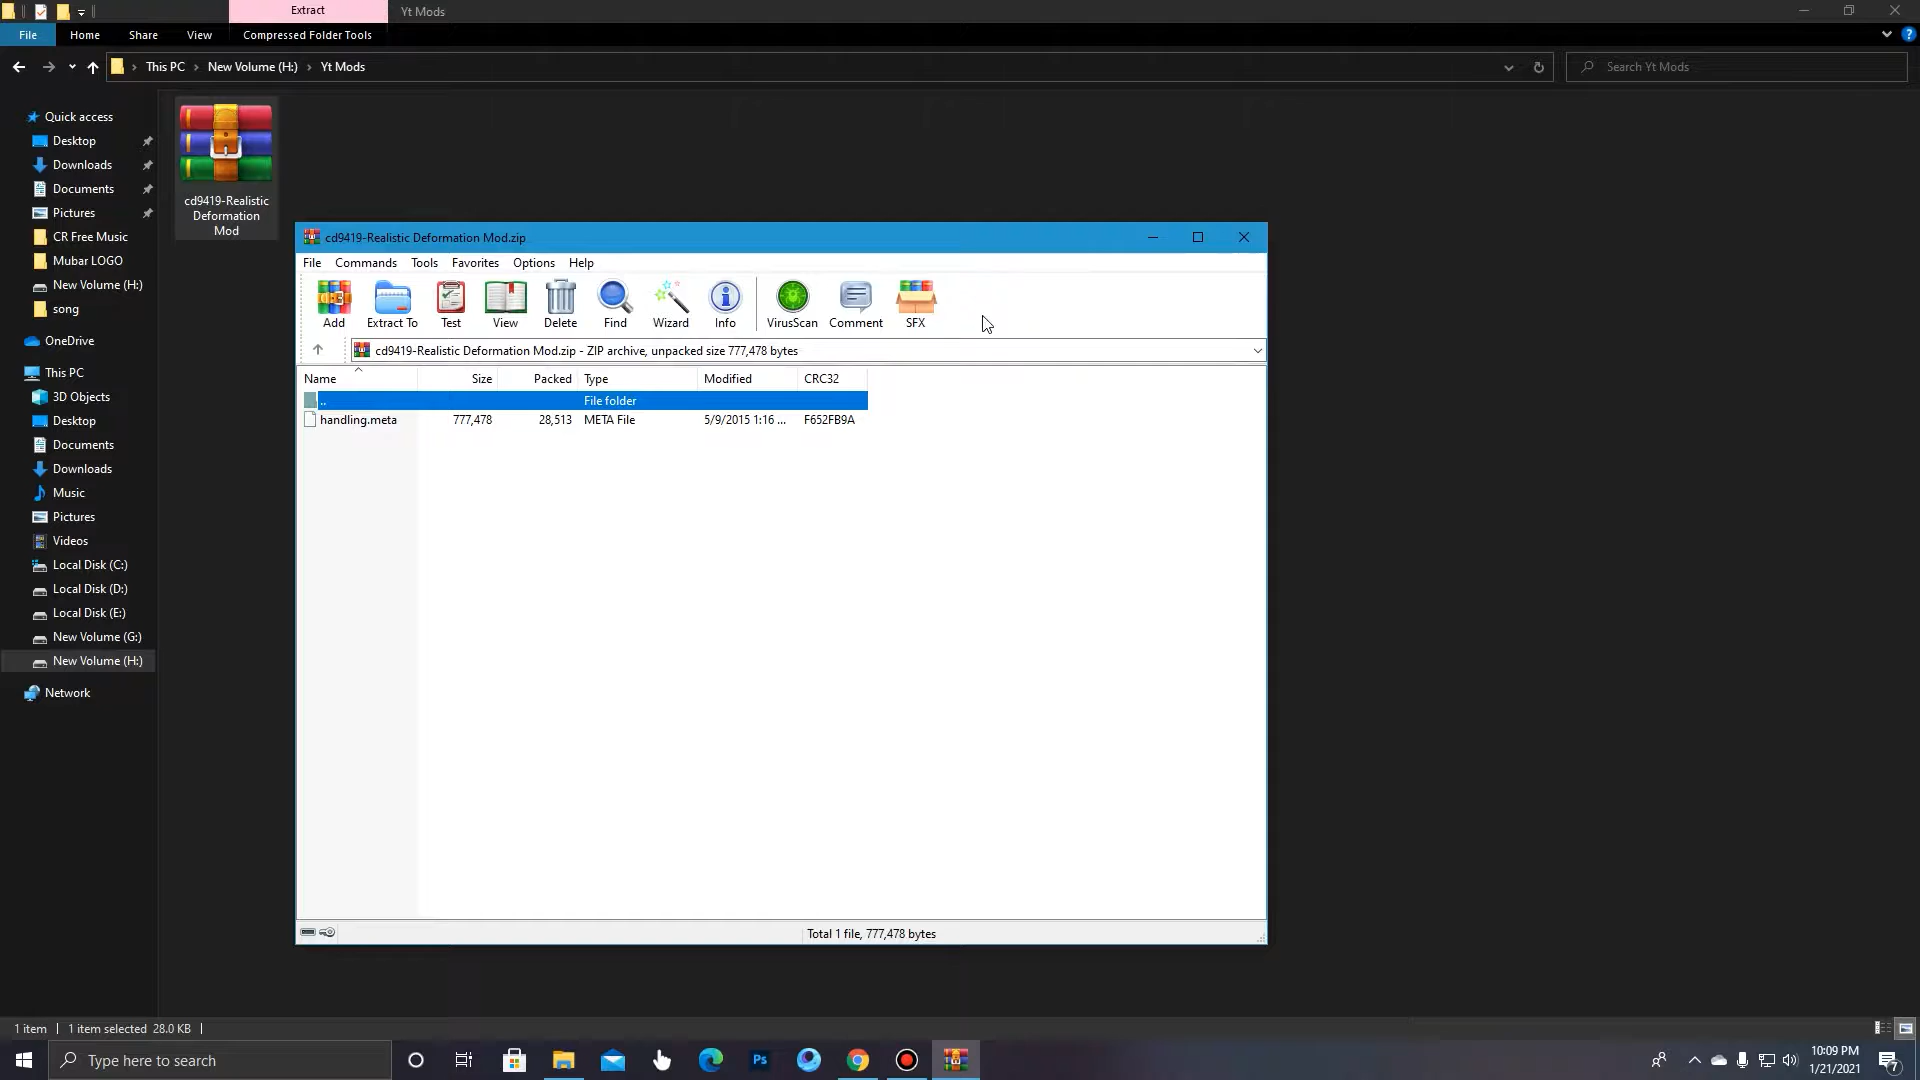 Extract
Yt Mods
File
Home
Share
View
Compressed Folder Tools
This PC
New Volume (H:)
Yt Mods
Search Yt Mods
Quick access
Desktop
Downloads
Documents
Pictures
CR Free Music
Mubar LOGO
New Volume (H:)
song
OneDrive
This PC
3D Objects
Desktop
Documents
Downloads
Music
Pictures
Videos
Local Disk (C:)
Local Disk (D:)
Local Disk (E:)
New Volume (G:)
New Volume (H:)
Network
cd9419-Realistic
Deformation
Mod
cd9419-Realistic Deformation Mod.zip
File Commands Tools Favorites Options Help
Add Extract To Test View Delete Find Wizard Info VirusScan Comment SFX
cd9419-Realistic Deformation Mod.zip - ZIP archive, unpacked size 777,478 bytes
Name Size Packed Type Modified CRC32
.. File folder
handling.meta 777,478 28,513 META File 5/9/2015 1:16 ... F652FB9A
Total 1 file, 777,478 bytes
1 item 1 item selected 28.0 KB
Type here to search
Ps
10:09 PM
1/21/2021
7